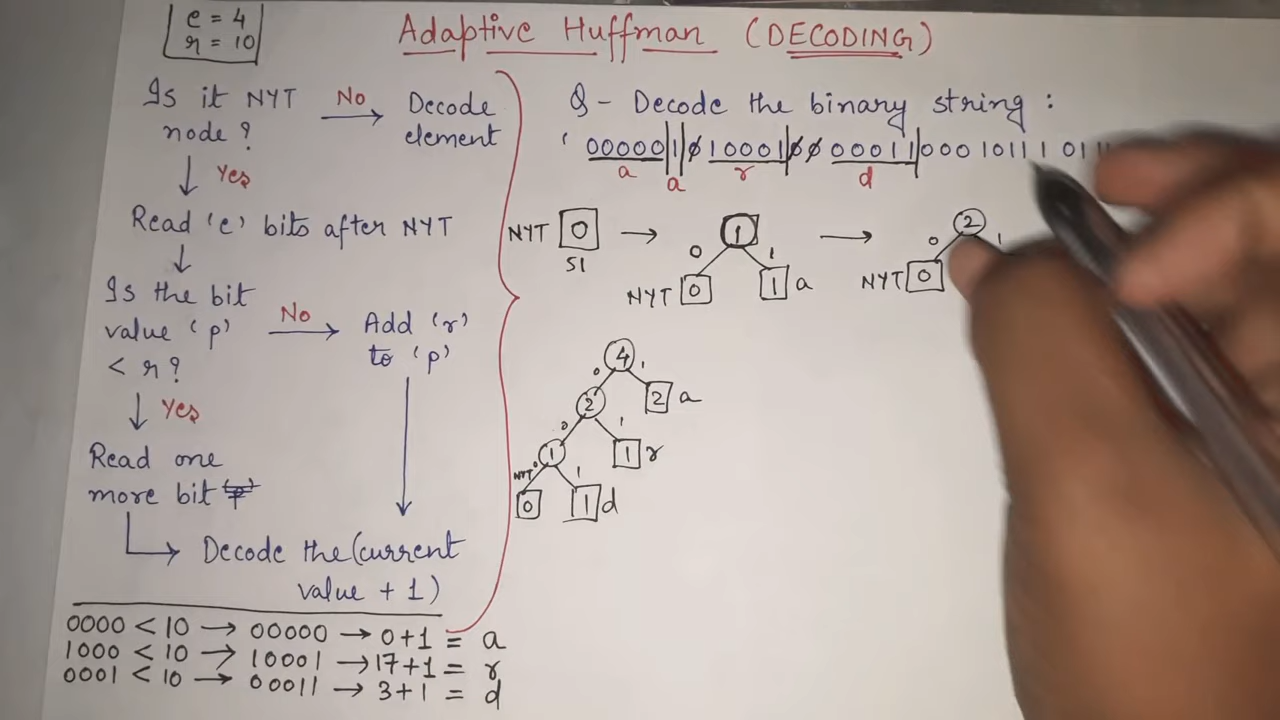 e = 4
r = 10
Adaptive Huffman (DECODING)
Is it NYT node ?
No
Decode element
Yes
Read 'e' bits after NYT
Is the bit value 'p' < r ?
No
Add 'r' to 'p'
Yes
Read one more bit
Decode the (current value + 1)
0000 < 10 → 00000 → 0+1 = a
1000 < 10 → 10001 → 17+1 = r
0001 < 10 → 00011 → 3+1 = d
Q - Decode the binary string :
' 00000 | 1 | 0 10001 | 0 0 00011 | 000 1011 1 01
a a r d
NYT 0 → 1 → 2
S1
0 1
NYT 0 1 a
0 1
NYT 0
4
0 1
2 2 a
0 1
1 1 r
NYT 0 1
0 1 d